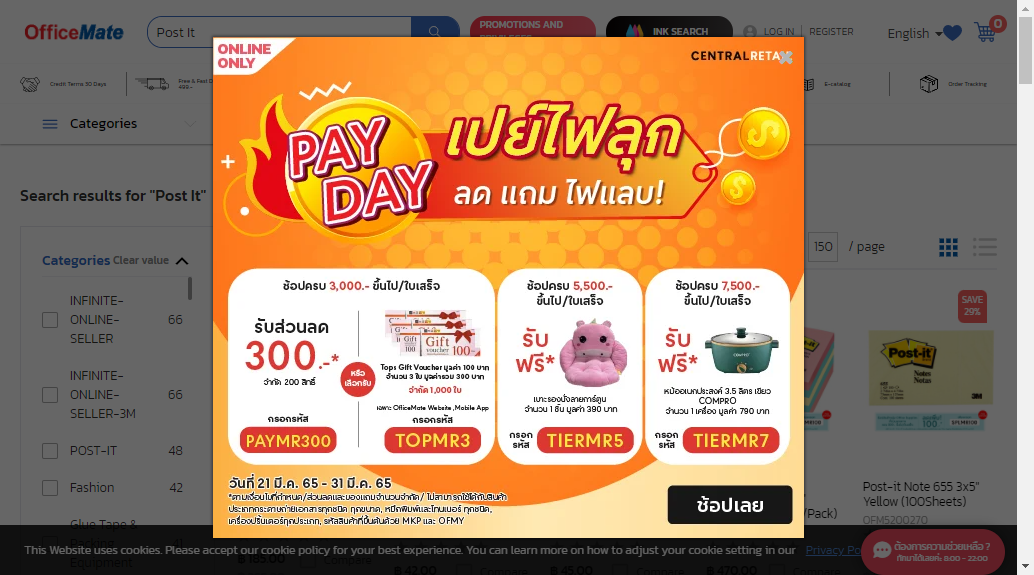 OfficeMate
Post It
PROMOTIONS AND
INK SEARCH
LOG IN
REGISTER
English
0
Credit Terms 30 Days
e-catalog
Order Tracking
Categories
Search results for "Post It"
150
/ page
Categories
Clear value
INFINITE-
ONLINE-
SELLER
66
INFINITE-
ONLINE-
SELLER-3M
66
POST-IT
48
Fashion
42
Glue Tape &
ONLINE
ONLY
CENTRAL RETAIL
PAY
DAY
เปย์ไฟลุก
ลด แถม ไฟแลบ!
ช้อปครบ 3,000.- ขึ้นไป/ใบเสร็จ
รับส่วนลด
300.-*
จำกัด 200 สิทธิ์
กรอกรหัส
PAYMR300
หรือ
เลือกรับ
Gift
voucher
100.-
Tops Gift Voucher มูลค่า 100 บาท
จำนวน 3 ใบ มูลค่ารวม 300 บาท
จำกัด 1,000 ใบ
เฉพาะ OfficeMate Website ,Mobile App
กรอกรหัส
TOPMR3
ช้อปครบ 5,500.-
ขึ้นไป/ใบเสร็จ
รับ
ฟรี*
เบาะรองนั่งลายการ์ตูน
จำนวน 1 ชิ้น มูลค่า 390 บาท
กรอก
รหัส
TIERMR5
ช้อปครบ 7,500.-
ขึ้นไป/ใบเสร็จ
รับ
ฟรี*
หม้ออเนกประสงค์ 3.5 ลิตร เขียว
COMPRO
จำนวน 1 เครื่อง มูลค่า 790 บาท
กรอก
รหัส
TIERMR7
วันที่ 21 มี.ค. 65 - 31 มี.ค. 65
*ตามเงื่อนไขที่กำหนด/ส่วนลดและของแถมจำนวนจำกัด/ ไม่สามารถใช้ได้กับสินค้า
ประเภทกระดาษถ่ายเอกสารทุกชนิด ทุกขนาด, หมึกพิมพ์และโทนเนอร์ ทุกชนิด,
เครื่องปริ้นเตอร์ทุกประเภท, รหัสสินค้าที่ขึ้นต้นด้วย MKP และ OFMY
ช้อปเลย
SAVE
29%
Post-it
Notes
Post-it Note 655 3x5"
Yellow (100Sheets)
OFM5200270
/Pack)
This Website uses cookies. Please accept our cookie policy for your best experience. You can learn more on how to adjust your cookie setting in our
Privacy Po
ต้องการความช่วยเหลือ ?
ทักมาได้เลยค่ะ 8:00 - 22:00
Equipment
Compare
฿ 42.00
Compare
฿ 45.00
Compare
฿ 470.00
Compare